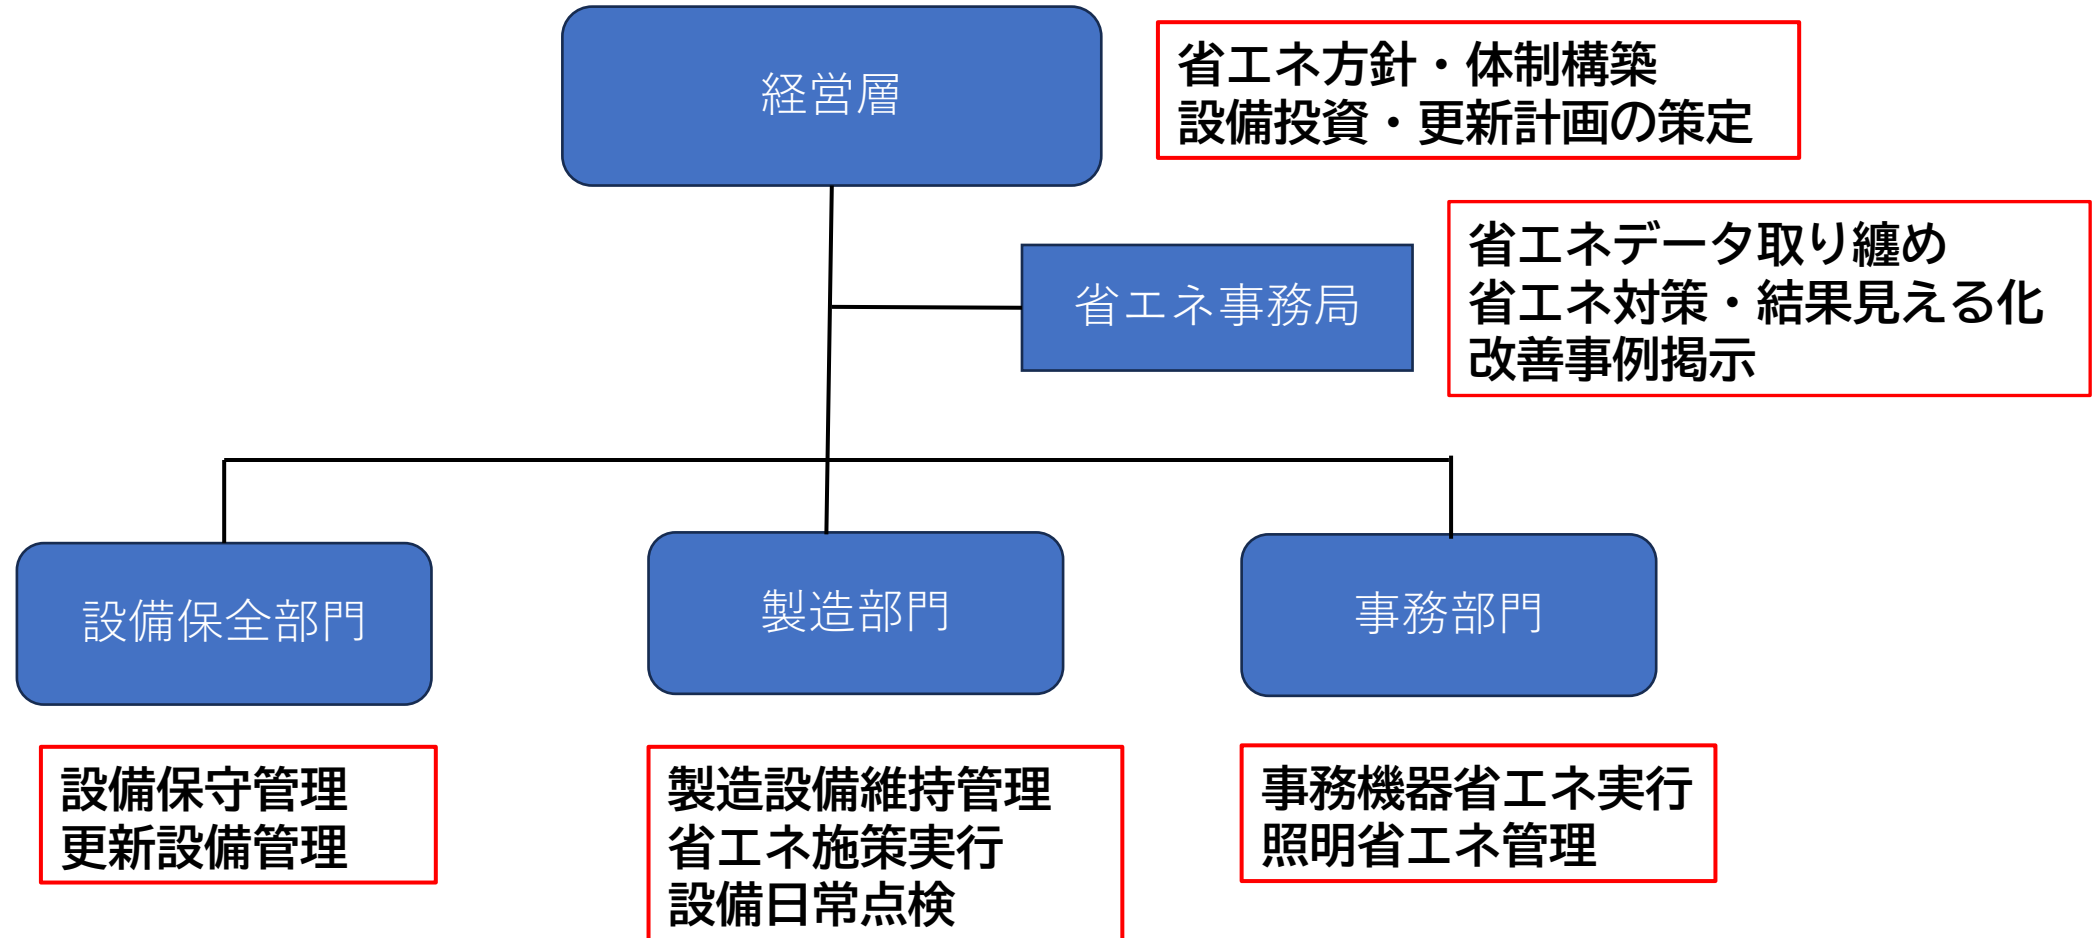 経営層
省エネ方針・体制構築
設備投資・更新計画の策定
省エネ事務局
省エネデータ取り纏め
省エネ対策・結果見える化
改善事例掲示
設備保全部門
製造部門
事務部門
設備保守管理
更新設備管理
製造設備維持管理
省エネ施策実行
設備日常点検
事務機器省エネ実行
照明省エネ管理